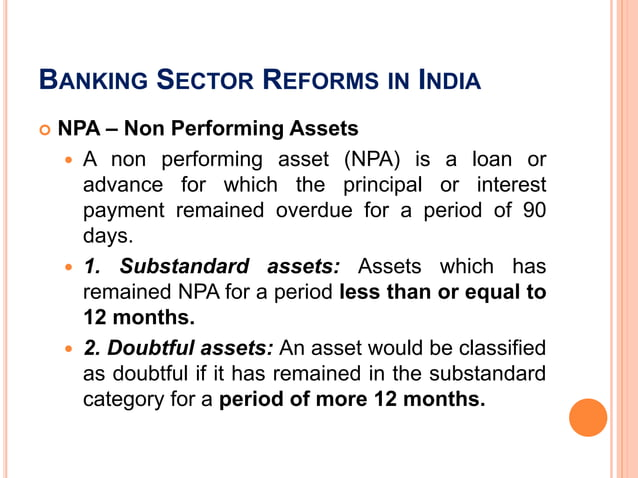 BANKING SECTOR REFORMS IN INDIA
NPA – Non Performing Assets
A non performing asset (NPA) is a loan or
advance for which the principal or interest
payment remained overdue for a period of 90
days.
1. Substandard assets: Assets which has
remained NPA for a period less than or equal to
12 months.
2. Doubtful assets: An asset would be classified
as doubtful if it has remained in the substandard
category for a period of more 12 months.